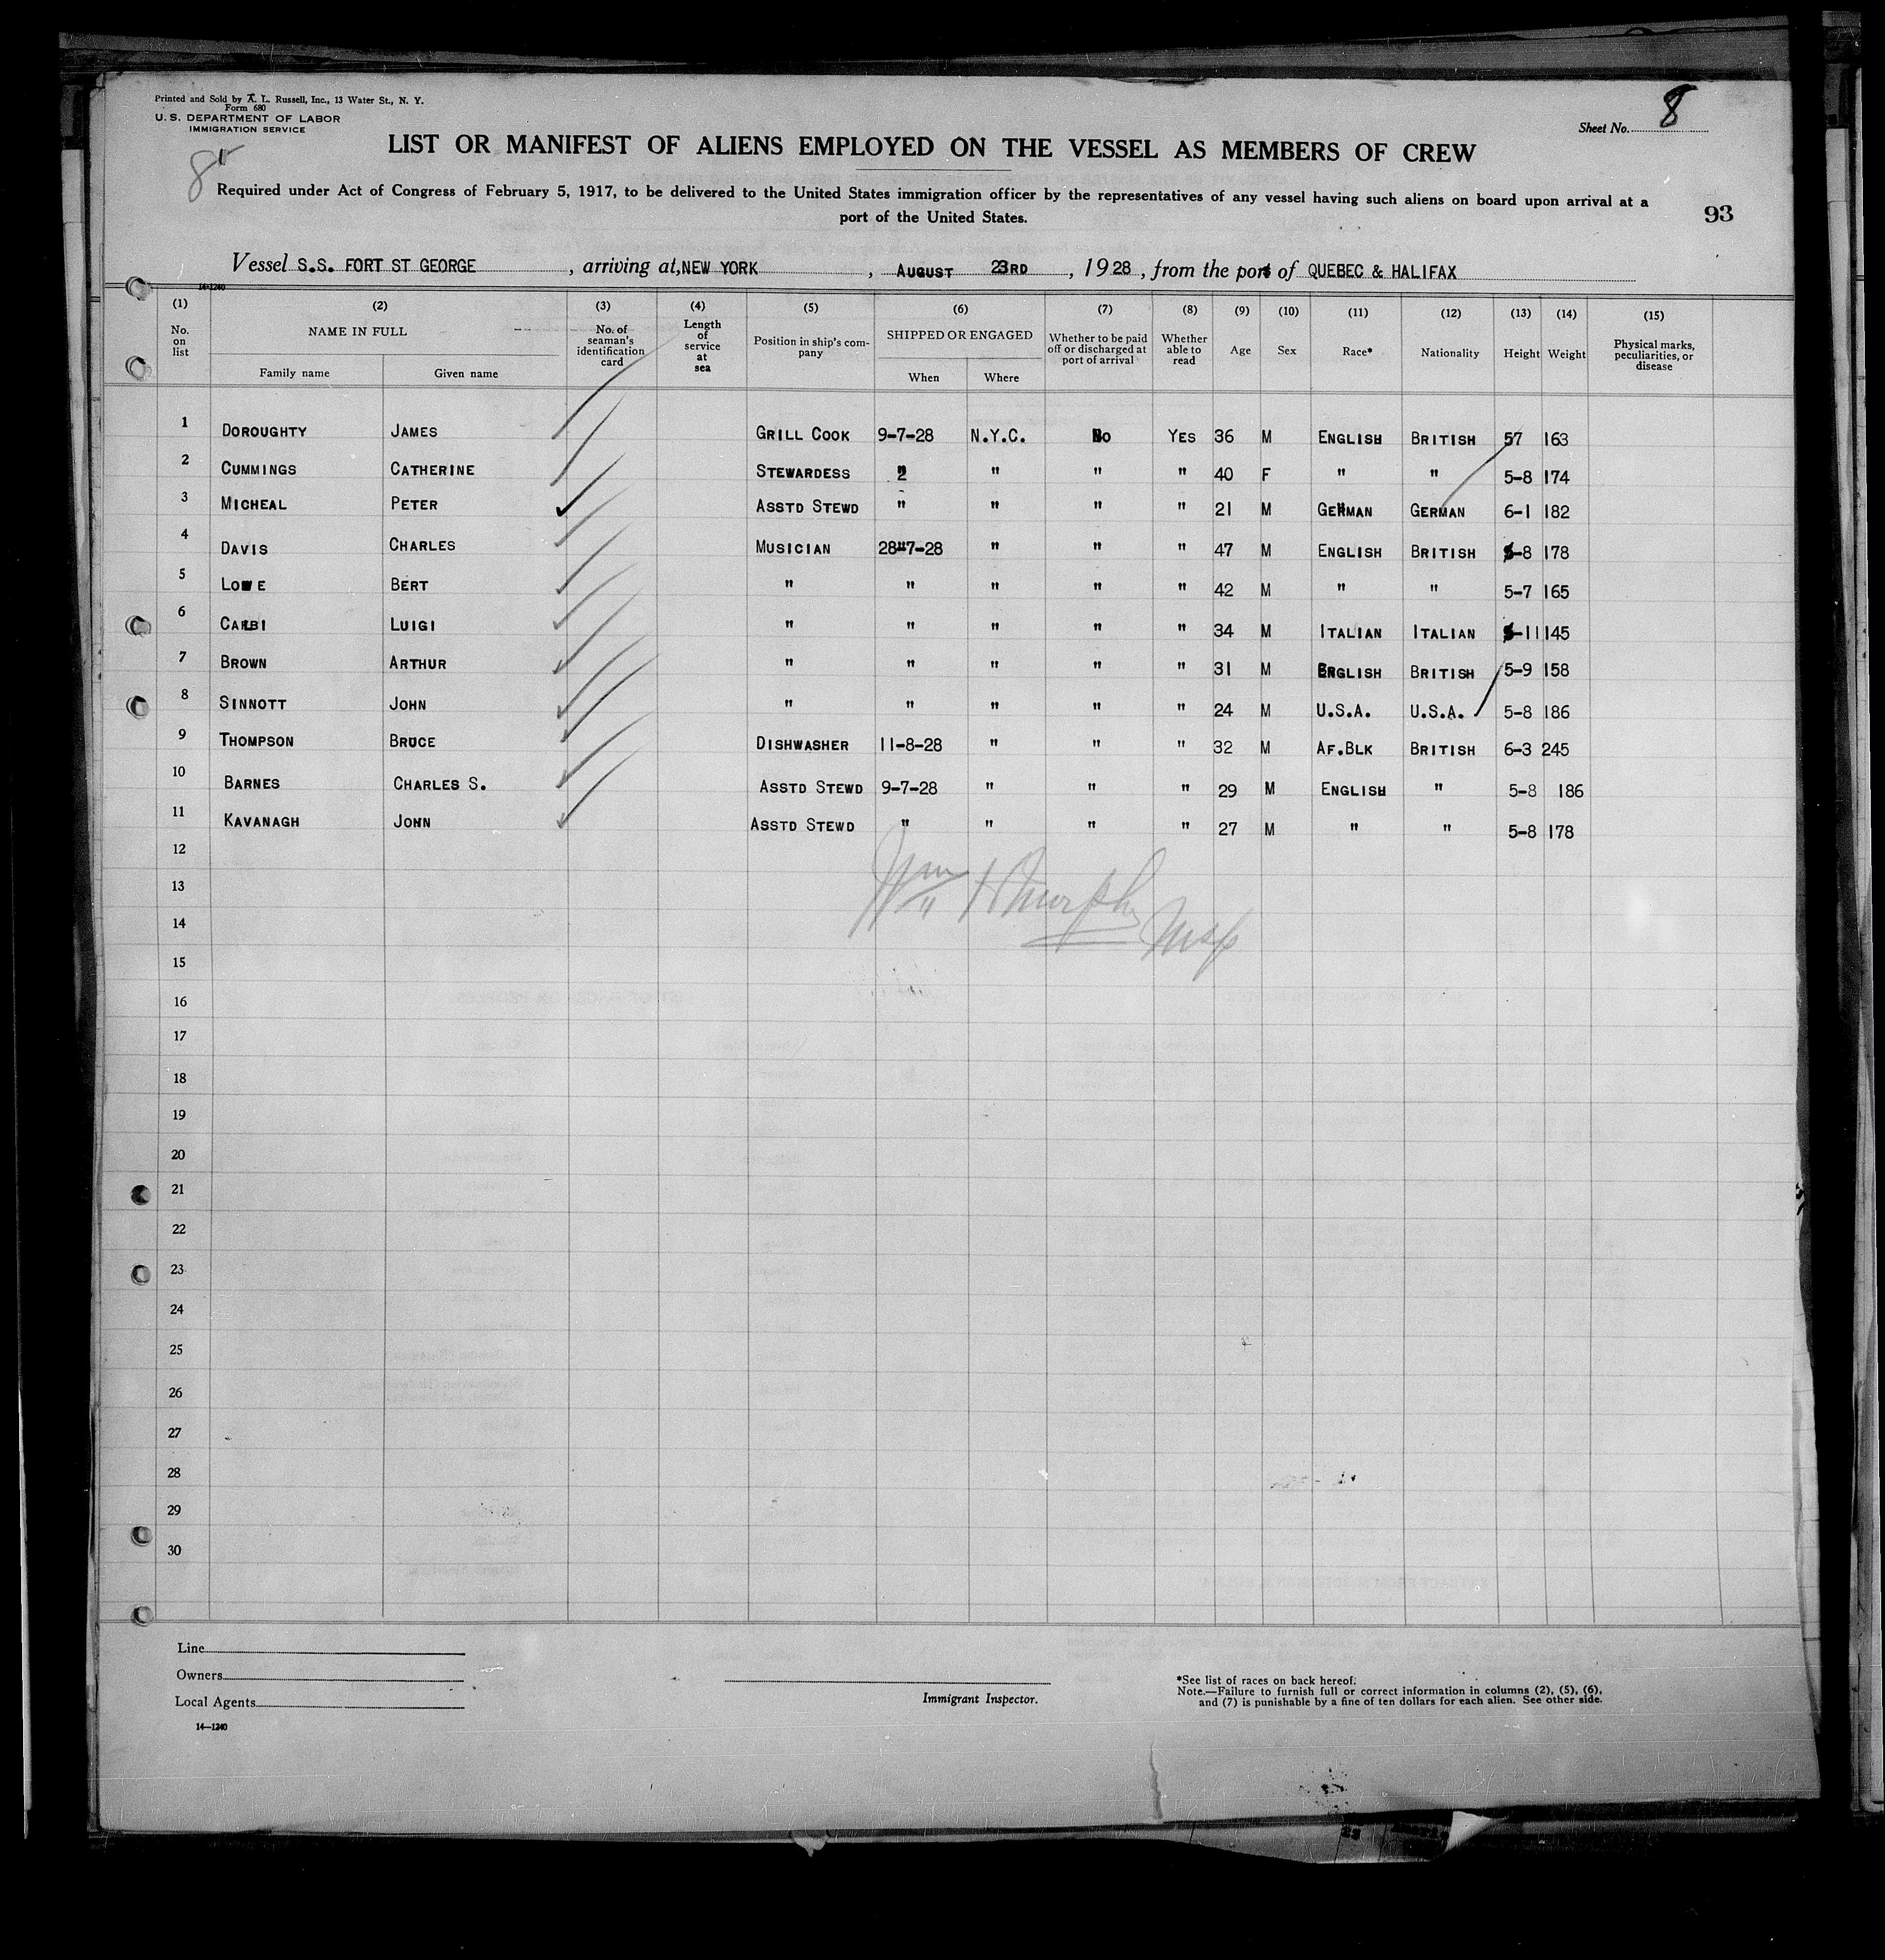 Printed and Sold by A. L. Russell, Inc., 13 Water St., N. Y.
Form 680
U. S. DEPARTMENT OF LABOR
IMMIGRATION SERVICE
Sheet No. 8
LIST OR MANIFEST OF ALIENS EMPLOYED ON THE VESSEL AS MEMBERS OF CREW
Required under Act of Congress of February 5, 1917, to be delivered to the United States immigration officer by the representatives of any vessel having such aliens on board upon arrival at a
port of the United States.
93
Vessel S.S. FORT ST GEORGE, arriving at, NEW YORK, AUGUST 23RD, 1928, from the port of QUEBEC & HALIFAX
14-1240
(1) (2) (3) (4) (5) (6) (7) (8) (9) (10) (11) (12) (13) (14) (15)
No. on list NAME IN FULL No. of seaman's identification card Length of service at sea Position in ship's company SHIPPED OR ENGAGED Whether to be paid off or discharged at port of arrival Whether able to read Age Sex Race* Nationality Height Weight Physical marks, peculiarities, or disease
Family name Given name When Where
1 DOROUGHTY JAMES GRILL COOK 9-7-28 N.Y.C. NO YES 36 M ENGLISH BRITISH 57 163
2 CUMMINGS CATHERINE STEWARDESS " " " " 40 F " " 5-8 174
3 MICHEAL PETER ASSTD STEWD " " " " 21 M GERMAN GERMAN 6-1 182
4 DAVIS CHARLES MUSICIAN 28-7-28 " " " 47 M ENGLISH BRITISH 5-8 178
5 LOWE BERT " " " " " 42 M " " 5-7 165
6 CARBI LUIGI " " " " " 34 M ITALIAN ITALIAN 5-11 145
7 BROWN ARTHUR " " " " " 31 M ENGLISH BRITISH 5-9 158
8 SINNOTT JOHN " " " " " 24 M U.S.A. U.S.A. 5-8 186
9 THOMPSON BRUCE DISHWASHER 11-8-28 " " " 32 M AF.BLK BRITISH 6-3 245
10 BARNES CHARLES S. ASSTD STEWD 9-7-28 " " " 29 M ENGLISH " 5-8 186
11 KAVANAGH JOHN ASSTD STEWD " " " " 27 M " " 5-8 178
12
Wm H Murphy
13
14
15
16
17
18
19
20
21
22
23
24
25
26
27
28
29
30
Line
Owners
Local Agents
14—1240
Immigrant Inspector.
*See list of races on back hereof.
Note.—Failure to furnish full or correct information in columns (2), (5), (6),
and (7) is punishable by a fine of ten dollars for each alien. See other side.